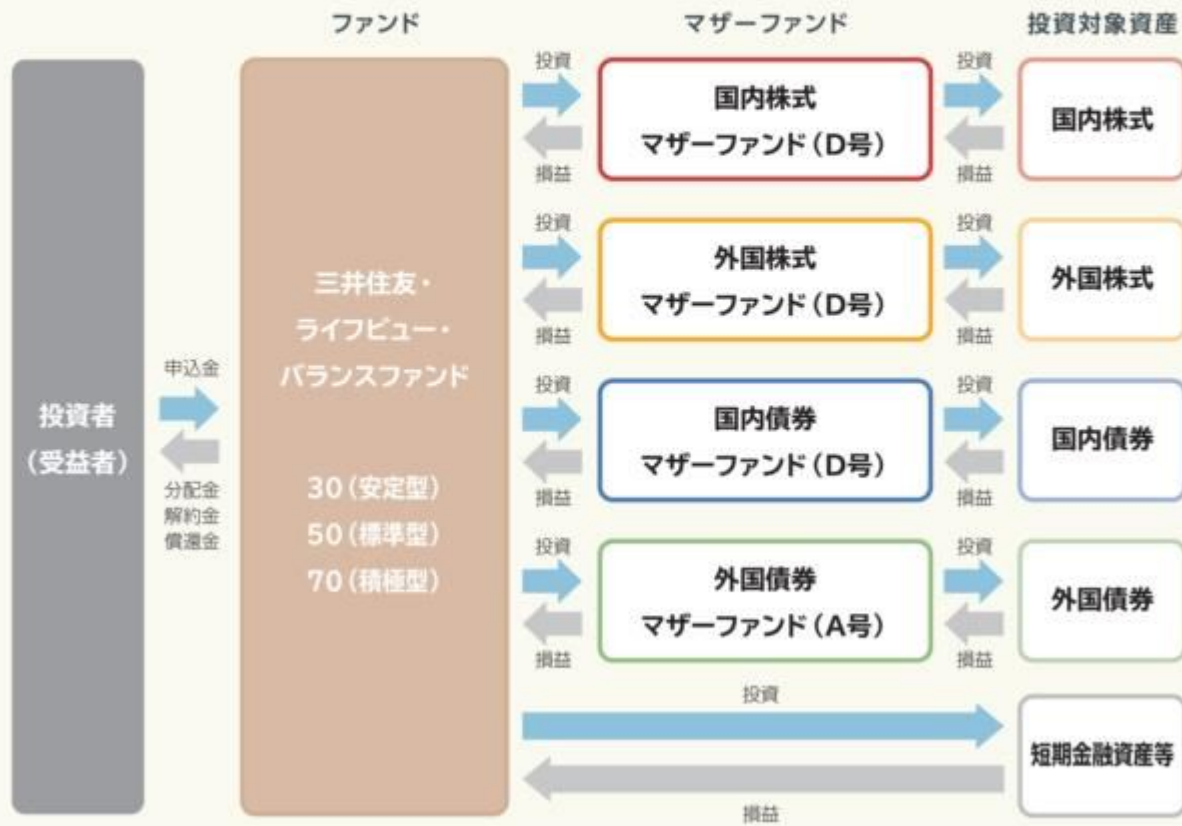 ファンド
マザーファンド
投資対象資産
投資者
(受益者)
申込金
分配金
解約金
償還金
三井住友・
ライフビュー・
バランスファンド
30(安定型)
50(標準型)
70(積極型)
投資
損益
国内株式
マザーファンド(D号)
投資
損益
国内株式
投資
損益
外国株式
マザーファンド(D号)
投資
損益
外国株式
投資
損益
国内債券
マザーファンド(D号)
投資
損益
国内債券
投資
損益
外国債券
マザーファンド(A号)
投資
損益
外国債券
投資
損益
短期金融資産等